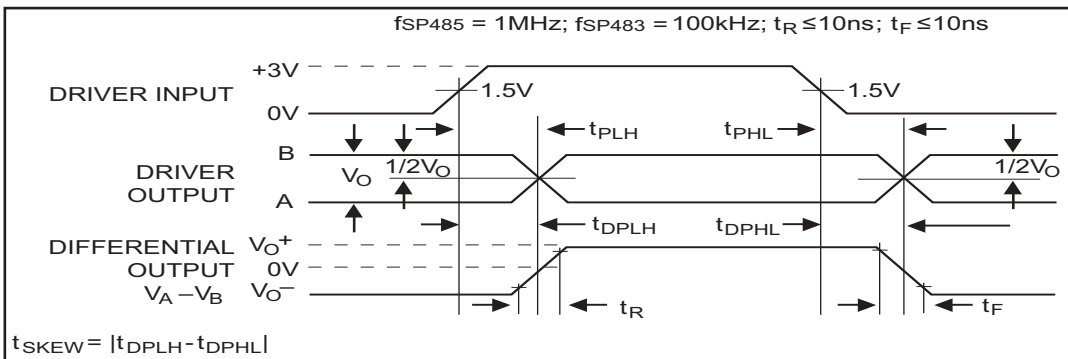 fSP485 = 1MHz; fSP483 = 100kHz; tR ≤10ns; tF ≤10ns
+3V
DRIVER INPUT
1.5V
1.5V
0V
tPLH
tPHL
B
DRIVER OUTPUT
VO
1/2VO
1/2VO
A
tDPLH
tDPHL
DIFFERENTIAL OUTPUT
VA –VB
VO+
0V
VO–
tR
tF
tSKEW = |tDPLH - tDPHL|